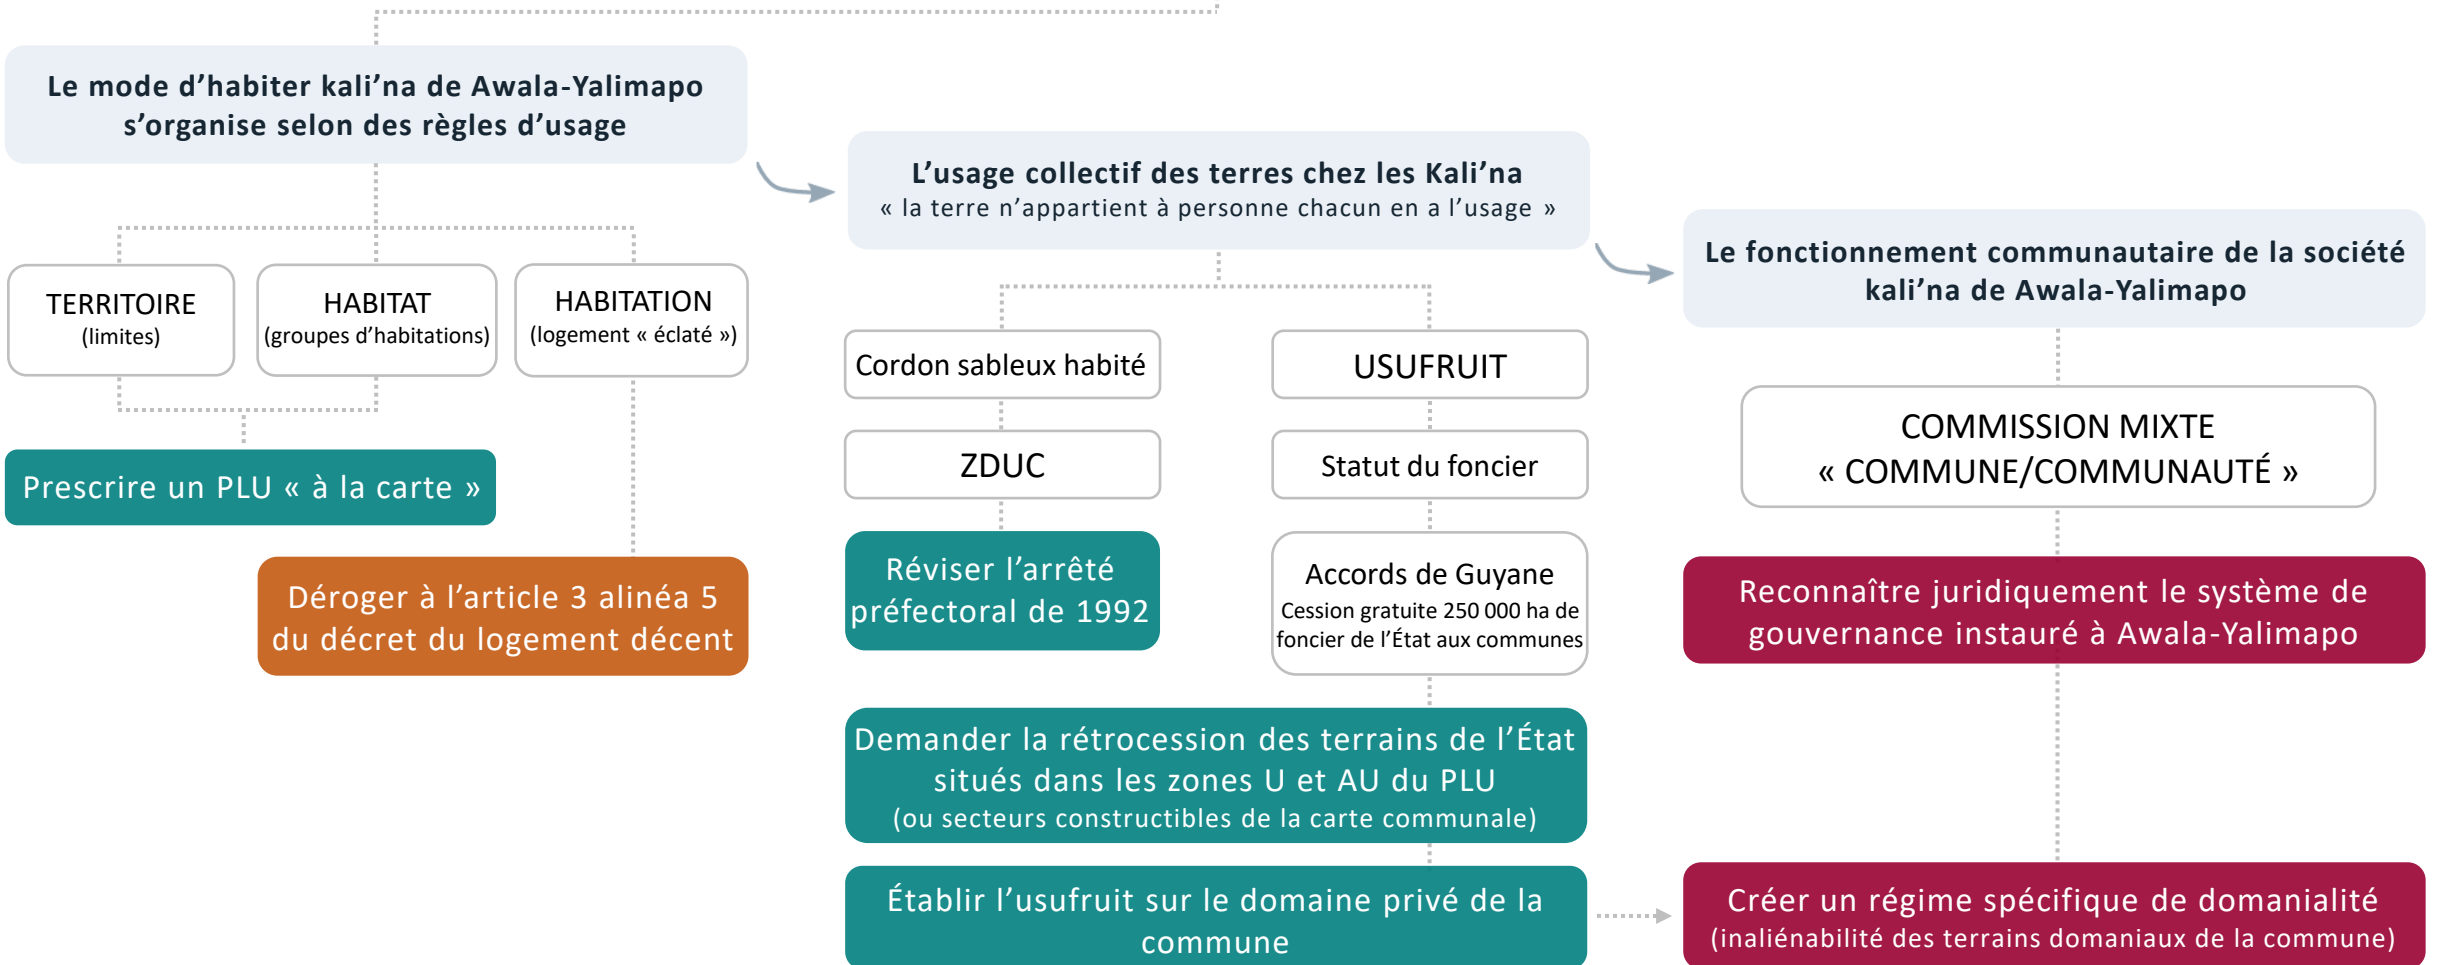 Le mode d’habiter kali’na de Awala-Yalimapo
s’organise selon des règles d’usage
TERRITOIRE
(limites)
HABITAT
(groupes d’habitations)
HABITATION
(logement « éclaté »)
Prescrire un PLU « à la carte »
Déroger à l’article 3 alinéa 5
du décret du logement décent
L’usage collectif des terres chez les Kali’na
« la terre n’appartient à personne chacun en a l’usage »
Cordon sableux habité
ZDUC
Réviser l’arrêté
préfectoral de 1992
USUFRUIT
Statut du foncier
Accords de Guyane
Cession gratuite 250 000 ha de
foncier de l’État aux communes
Demander la rétrocession des terrains de l’État
situés dans les zones U et AU du PLU
(ou secteurs constructibles de la carte communale)
Établir l’usufruit sur le domaine privé de la
commune
Le fonctionnement communautaire de la société
kali’na de Awala-Yalimapo
COMMISSION MIXTE
« COMMUNE/COMMUNAUTÉ »
Reconnaître juridiquement le système de
gouvernance instauré à Awala-Yalimapo
Créer un régime spécifique de domanialité
(inaliénabilité des terrains domaniaux de la commune)